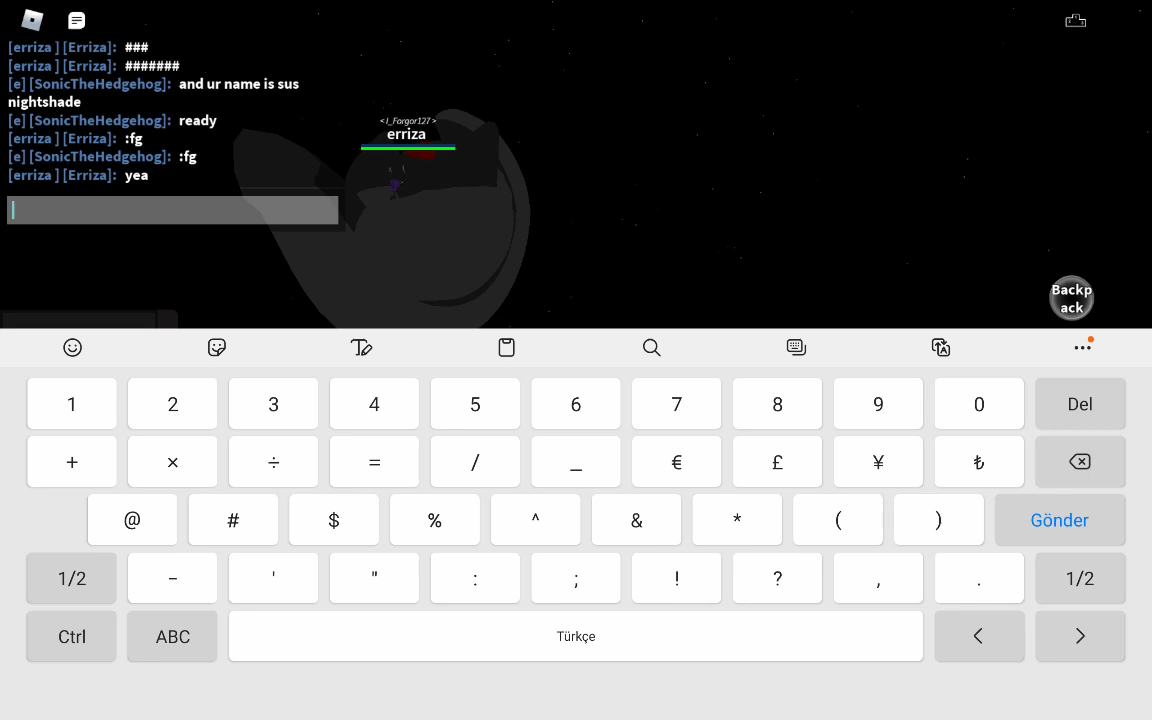 [erriza ] [Erriza]: ###
[erriza ] [Erriza]: #######
[e] [SonicTheHedgehog]: and ur name is sus
nightshade
[e] [SonicTheHedgehog]: ready
[erriza ] [Erriza]: :fg
[e] [SonicTheHedgehog]: :fg
[erriza ] [Erriza]: yea
< I_Forgor127 >
erriza
Backp
ack
1 2 3 4 5 6 7 8 9 0 Del
+ × ÷ = / _ € £ ¥ ₺
@ # $ % ^ & * ( ) Gönder
1/2 - ' " : ; ! ? , . 1/2
Ctrl ABC Türkçe < >